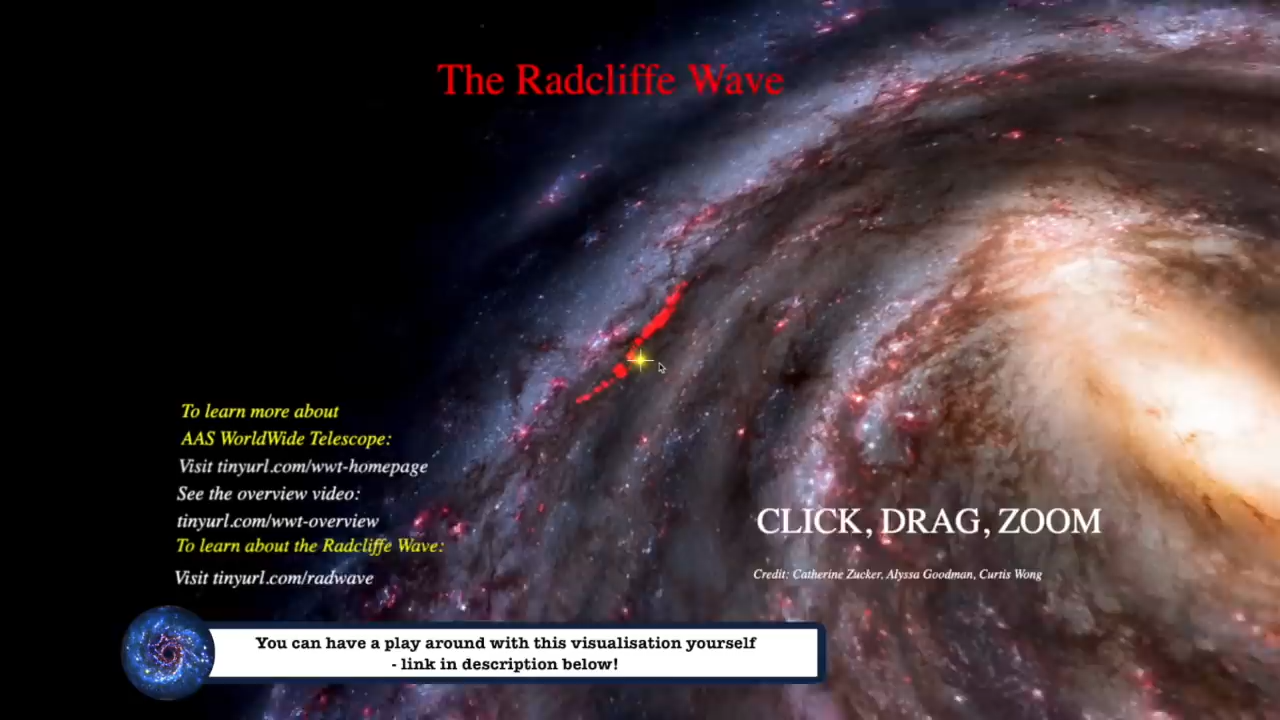 The Radcliffe Wave
To learn more about
AAS WorldWide Telescope:
Visit tinyurl.com/wwt-homepage
See the overview video:
tinyurl.com/wwt-overview
To learn about the Radcliffe Wave:
Visit tinyurl.com/radwave
CLICK, DRAG, ZOOM
Credit: Catherine Zucker, Alyssa Goodman, Curtis Wong
You can have a play around with this visualisation yourself
- link in description below!